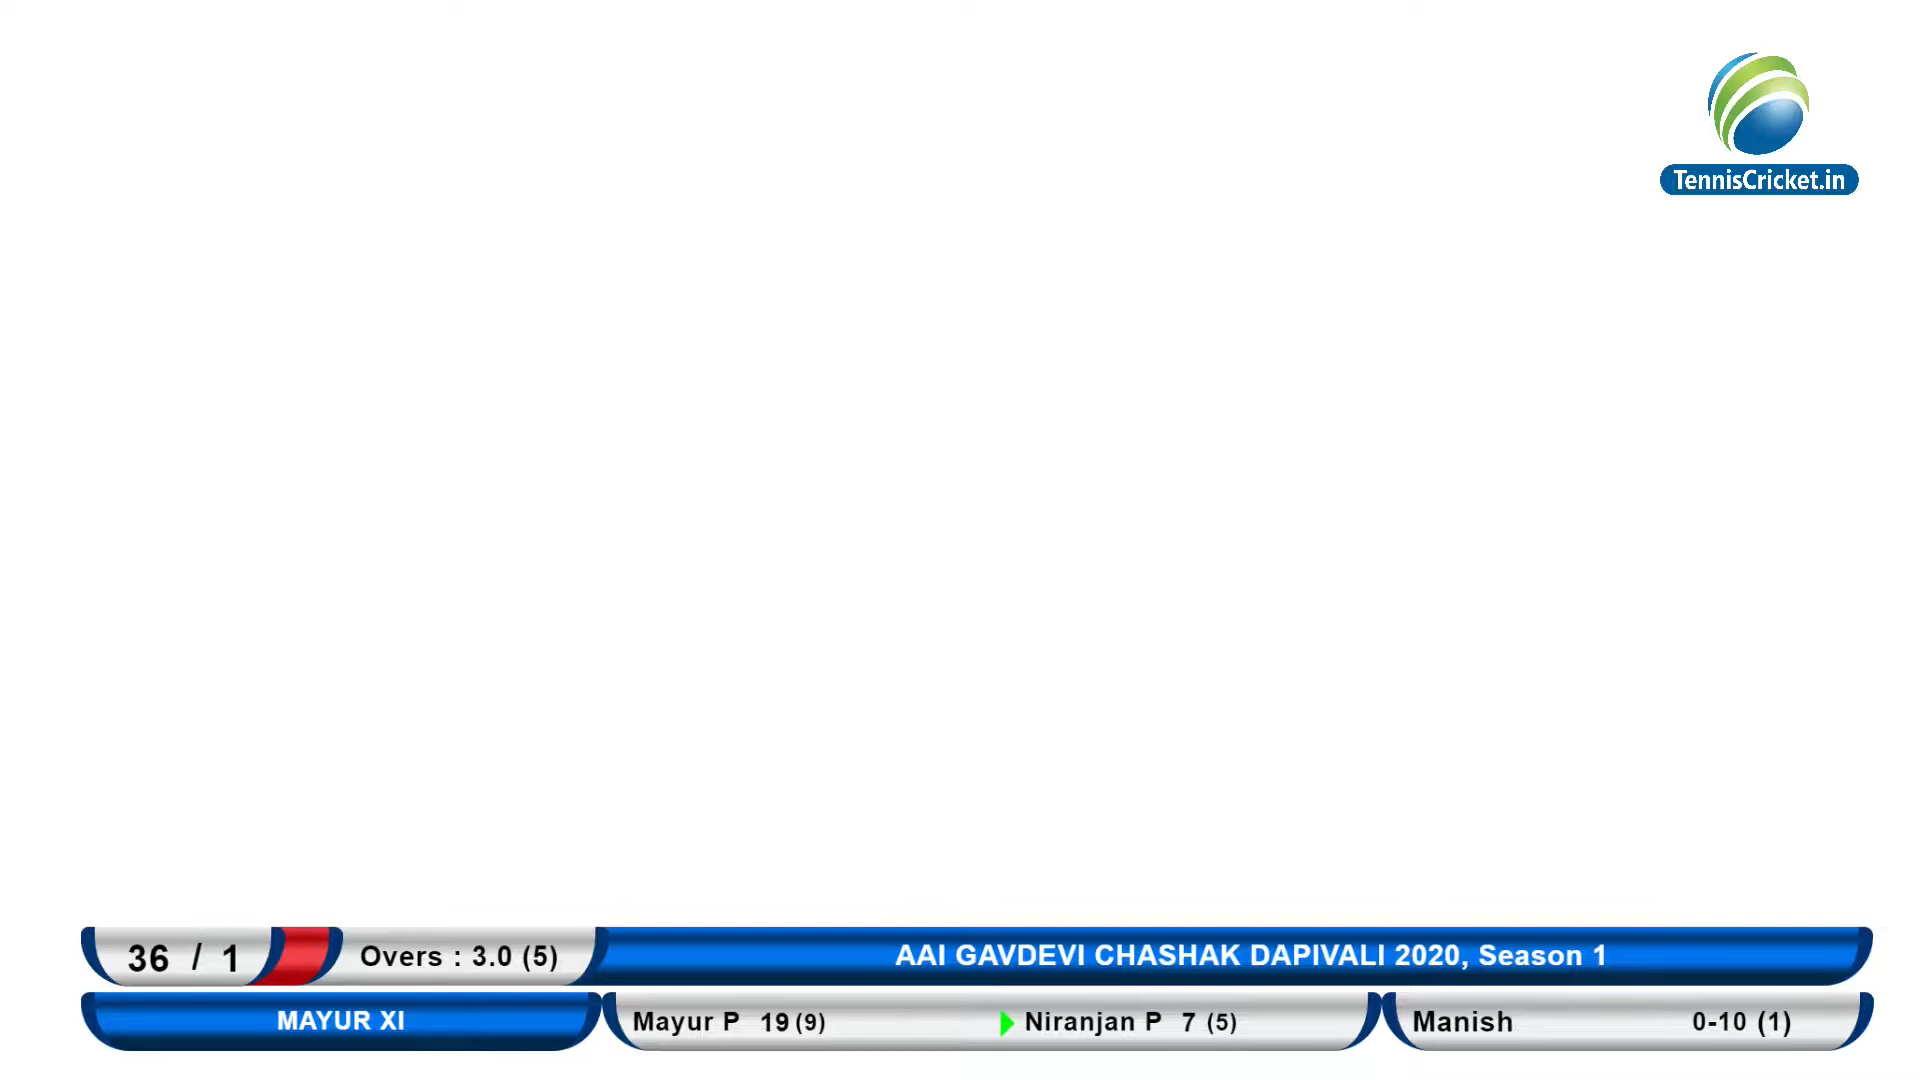 TennisCricket.in
36 / 1 Overs : 3.0 (5) AAI GAVDEVI CHASHAK DAPIVALI 2020, Season 1
MAYUR XI Mayur P 19 (9) Niranjan P 7 (5) Manish 0-10 (1)